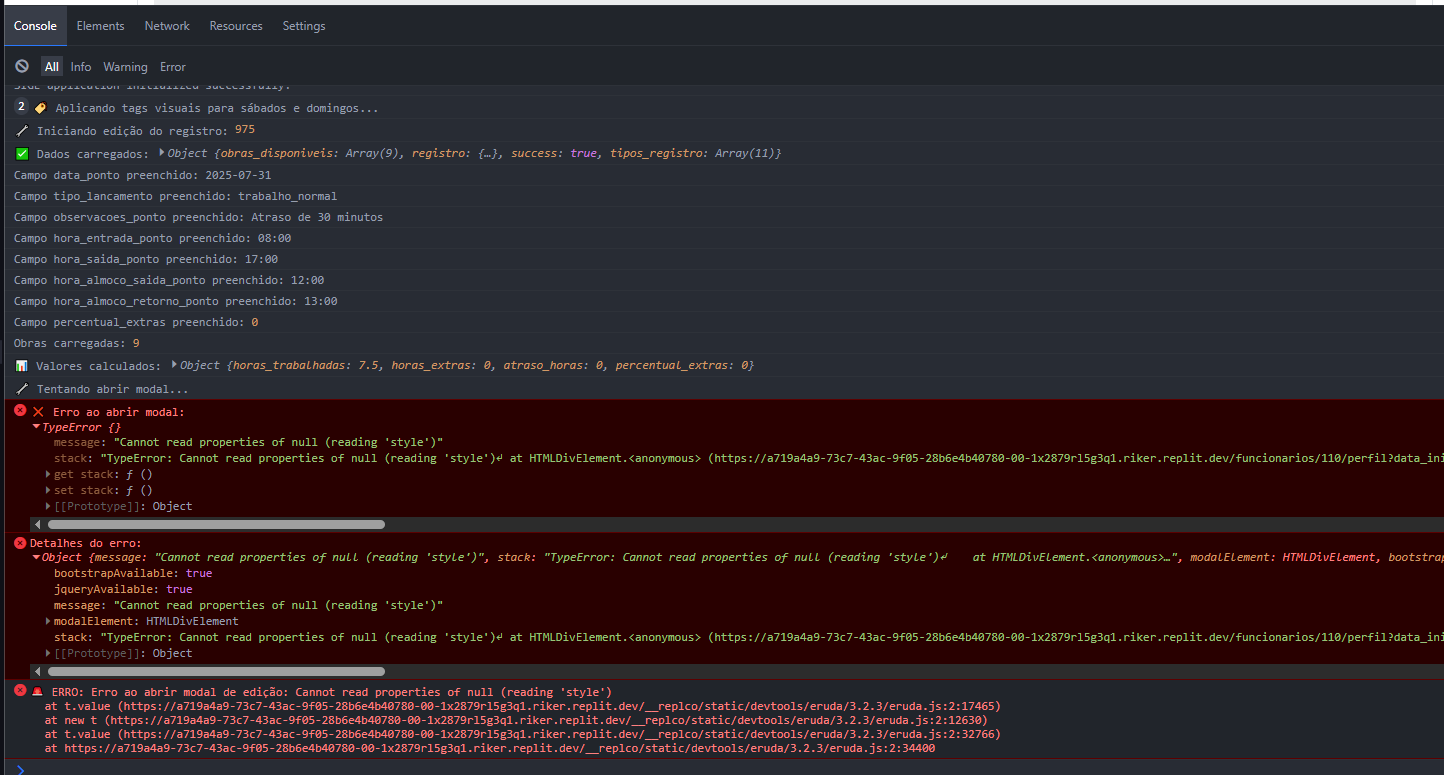 Console Elements Network Resources Settings
All Info Warning Error
SIGE application initialized successfully.
2 Aplicando tags visuais para sábados e domingos...
Iniciando edição do registro: 975
Dados carregados: Object {obras_disponiveis: Array(9), registro: {…}, success: true, tipos_registro: Array(11)}
Campo data_ponto preenchido: 2025-07-31
Campo tipo_lancamento preenchido: trabalho_normal
Campo observacoes_ponto preenchido: Atraso de 30 minutos
Campo hora_entrada_ponto preenchido: 08:00
Campo hora_saida_ponto preenchido: 17:00
Campo hora_almoco_saida_ponto preenchido: 12:00
Campo hora_almoco_retorno_ponto preenchido: 13:00
Campo percentual_extras preenchido: 0
Obras carregadas: 9
Valores calculados: Object {horas_trabalhadas: 7.5, horas_extras: 0, atraso_horas: 0, percentual_extras: 0}
Tentando abrir modal...
Erro ao abrir modal:
TypeError {}
message: "Cannot read properties of null (reading 'style')"
stack: "TypeError: Cannot read properties of null (reading 'style')↵ at HTMLDivElement.<anonymous> (https://a719a4a9-73c7-43ac-9f05-28b6e4b40780-00-1x2879rl5g3q1.riker.replit.dev/funcionarios/110/perfil?data_ini
get stack: ƒ ()
set stack: ƒ ()
[[Prototype]]: Object
Detalhes do erro:
Object {message: "Cannot read properties of null (reading 'style')", stack: "TypeError: Cannot read properties of null (reading 'style')↵ at HTMLDivElement.<anonymous>…", modalElement: HTMLDivElement, bootstrap
bootstrapAvailable: true
jqueryAvailable: true
message: "Cannot read properties of null (reading 'style')"
modalElement: HTMLDivElement
stack: "TypeError: Cannot read properties of null (reading 'style')↵ at HTMLDivElement.<anonymous> (https://a719a4a9-73c7-43ac-9f05-28b6e4b40780-00-1x2879rl5g3q1.riker.replit.dev/funcionarios/110/perfil?data_ini
[[Prototype]]: Object
ERRO: Erro ao abrir modal de edição: Cannot read properties of null (reading 'style')
at t.value (https://a719a4a9-73c7-43ac-9f05-28b6e4b40780-00-1x2879rl5g3q1.riker.replit.dev/__replco/static/devtools/eruda/3.2.3/eruda.js:2:17465)
at new t (https://a719a4a9-73c7-43ac-9f05-28b6e4b40780-00-1x2879rl5g3q1.riker.replit.dev/__replco/static/devtools/eruda/3.2.3/eruda.js:2:12630)
at t.value (https://a719a4a9-73c7-43ac-9f05-28b6e4b40780-00-1x2879rl5g3q1.riker.replit.dev/__replco/static/devtools/eruda/3.2.3/eruda.js:2:32766)
at https://a719a4a9-73c7-43ac-9f05-28b6e4b40780-00-1x2879rl5g3q1.riker.replit.dev/__replco/static/devtools/eruda/3.2.3/eruda.js:2:34400